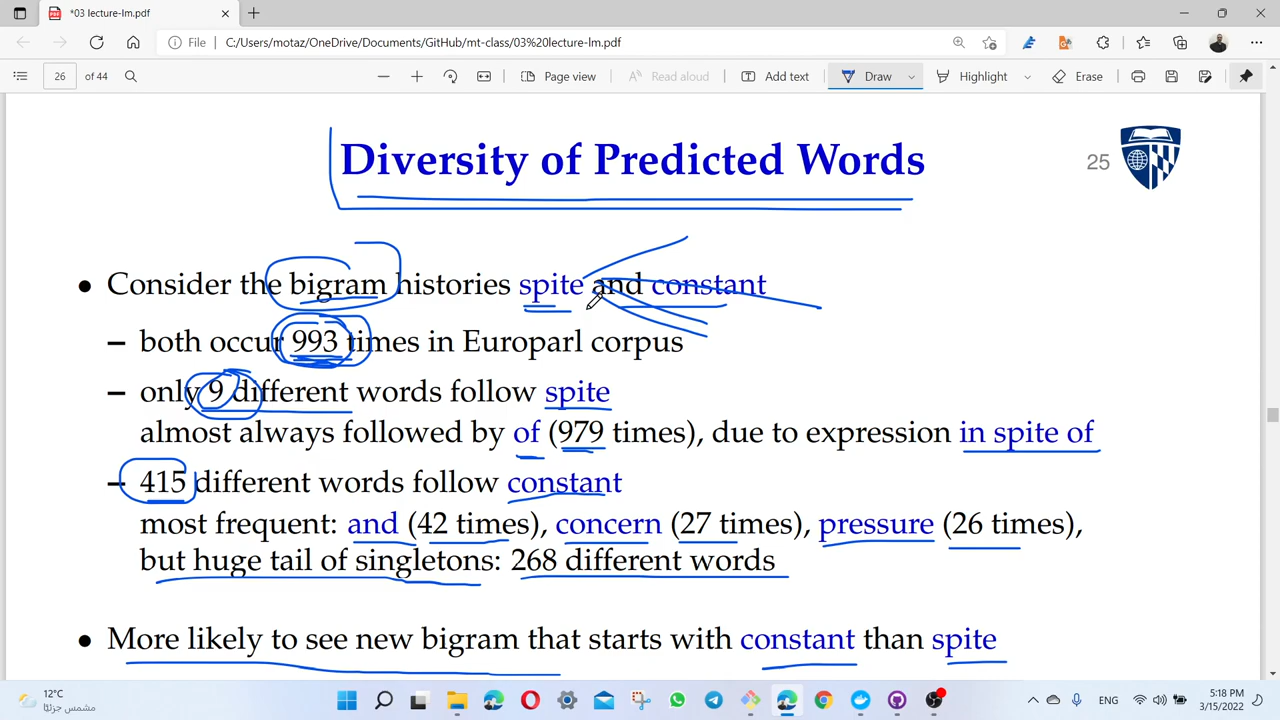 *03 lecture-lm.pdf
File
C:/Users/motaz/OneDrive/Documents/GitHub/mt-class/03%20lecture-lm.pdf
26 of 44
Page view
Read aloud
Add text
Draw
Highlight
Erase
Diversity of Predicted Words
25
• Consider the bigram histories spite and constant
– both occur 993 times in Europarl corpus
– only 9 different words follow spite
almost always followed by of (979 times), due to expression in spite of
– 415 different words follow constant
most frequent: and (42 times), concern (27 times), pressure (26 times),
but huge tail of singletons: 268 different words
• More likely to see new bigram that starts with constant than spite
12°C
مشمس جزئيًا
ENG
5:18 PM
3/15/2022